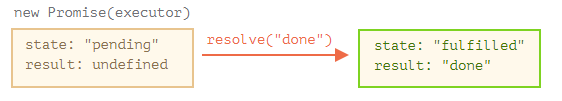 new Promise(executor)
state: "pending"
result: undefined
resolve("done")
state: "fulfilled"
result: "done"